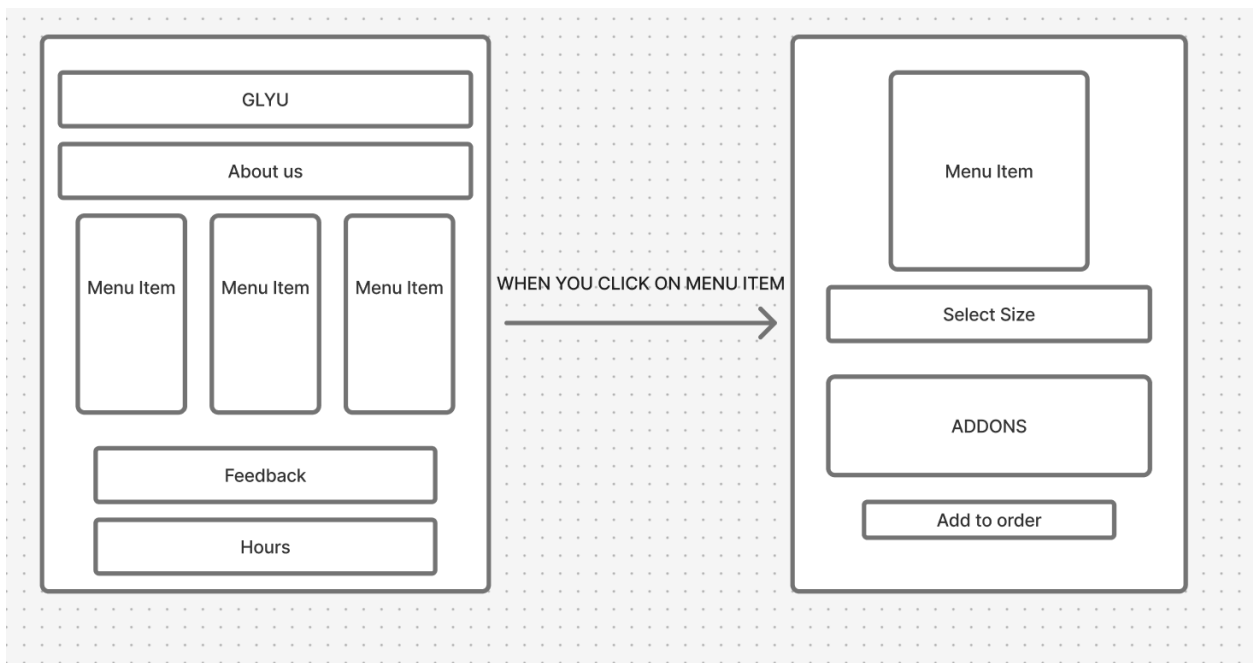 GLYU
About us
Menu Item
Menu Item
Menu Item
Feedback
Hours
WHEN YOU CLICK ON MENU ITEM
Menu Item
Select Size
ADDONS
Add to order